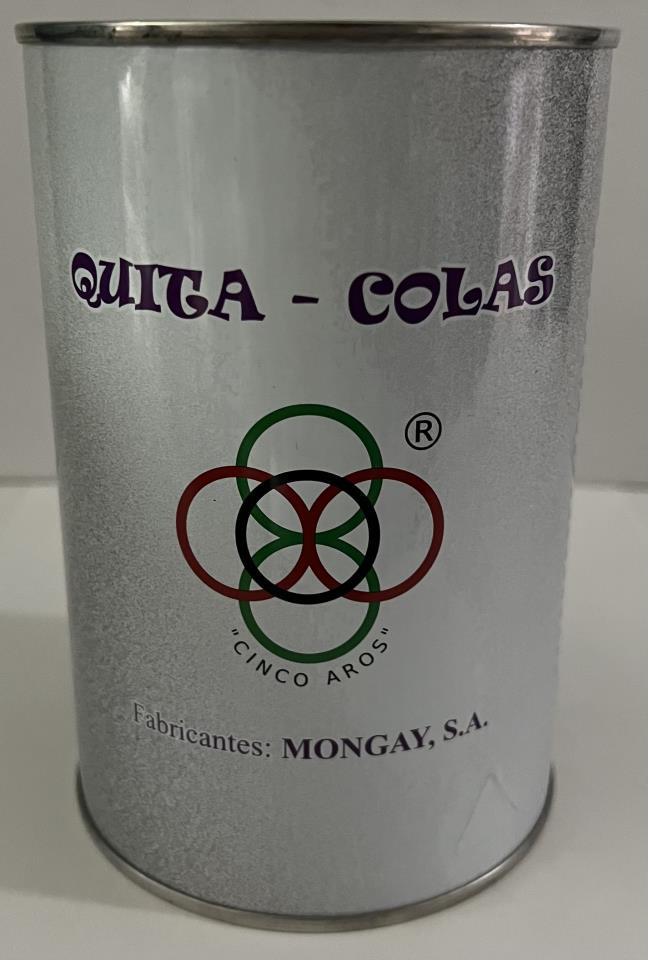 QUITA - COLAS
®
"CINCO AROS"
Fabricantes: MONGAY, S.A.